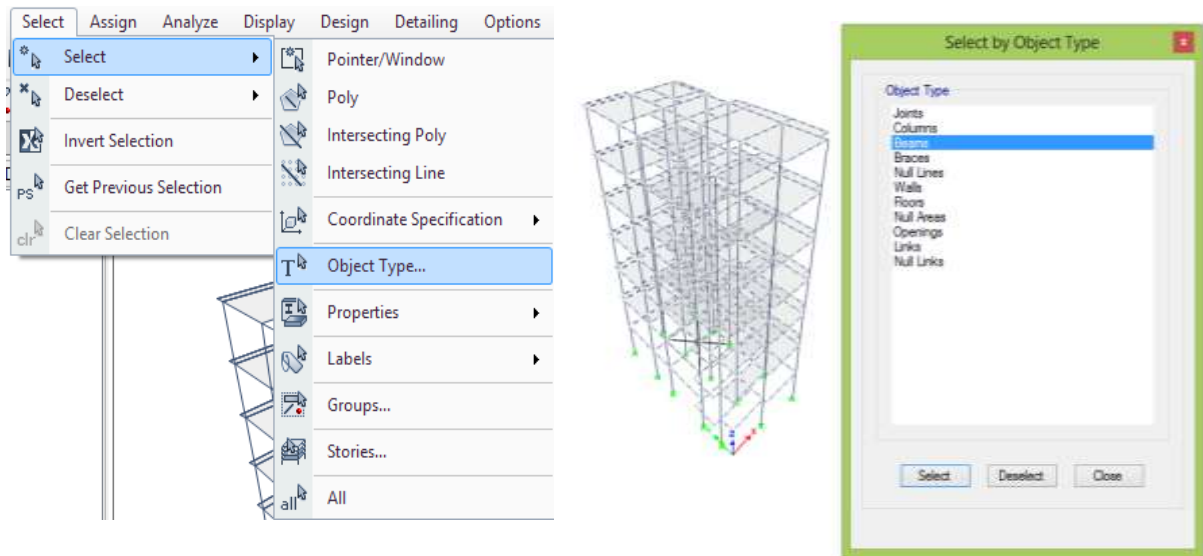 Select Assign Analyze Display Design Detailing Options
Select
Deselect
Invert Selection
PS Get Previous Selection
clr Clear Selection
Pointer/Window
Poly
Intersecting Poly
Intersecting Line
Coordinate Specification
T Object Type...
Properties
Labels
Groups...
Stories...
all All
Select by Object Type
x
Object Type
Joints
Columns
Beams
Braces
Null Lines
Walls
Floors
Null Areas
Openings
Links
Null Links
Select Deselect Close